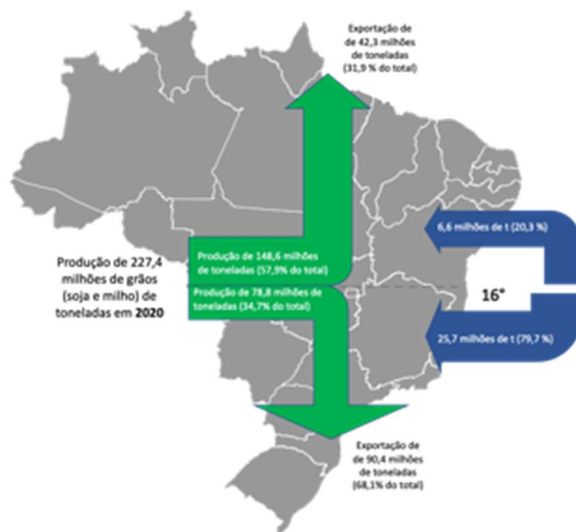 Exportação de
de 42,3 milhões
de toneladas
(31,9 % do total)
6,6 milhões de t (20,3 %)
Produção de 227,4
milhões de grãos
(soja e milho) de
toneladas em 2020
Produção de 148,6 milhões
de toneladas (57,9% do total)
Produção de 78,8 milhões de
toneladas (34,7% do total)
16°
25,7 milhões de t (79,7 %)
Exportação de
de 90,4 milhões
de toneladas
(68,1% do total)